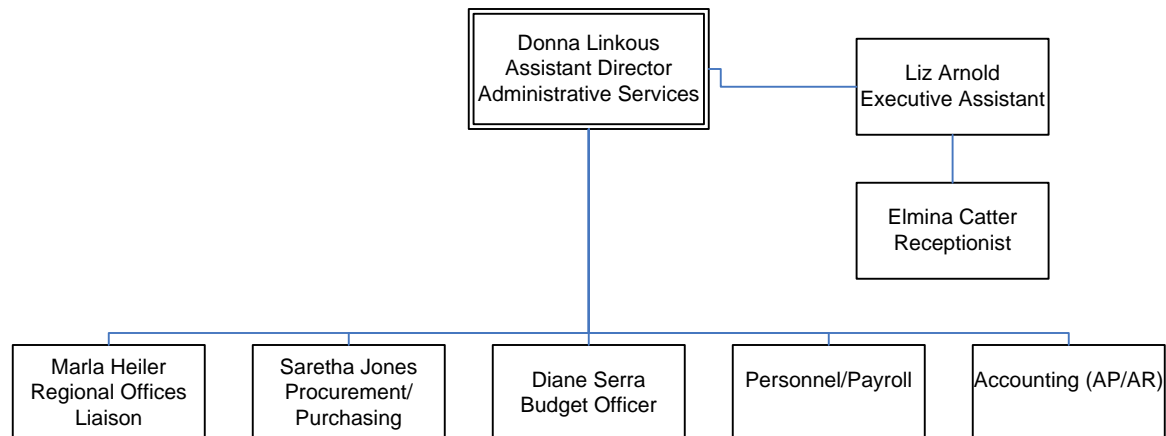 Donna Linkous
Assistant Director
Administrative Services
Liz Arnold
Executive Assistant
Elmina Catter
Receptionist
Marla Heiler
Regional Offices
Liaison
Saretha Jones
Procurement/
Purchasing
Diane Serra
Budget Officer
Personnel/Payroll
Accounting (AP/AR)